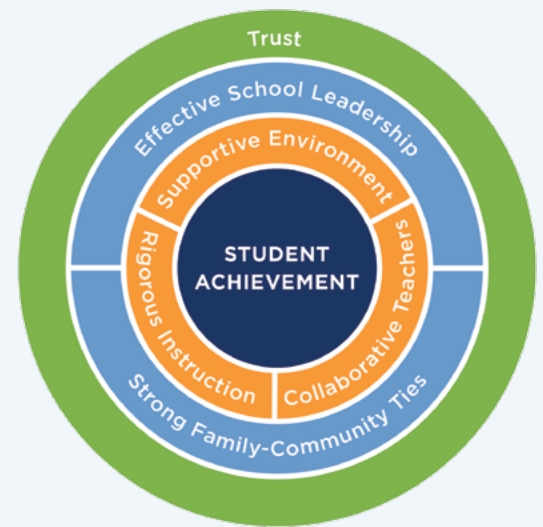 Trust
Effective School Leadership
Supportive Environment
STUDENT
ACHIEVEMENT
Rigorous Instruction
Collaborative Teachers
Strong Family-Community Ties